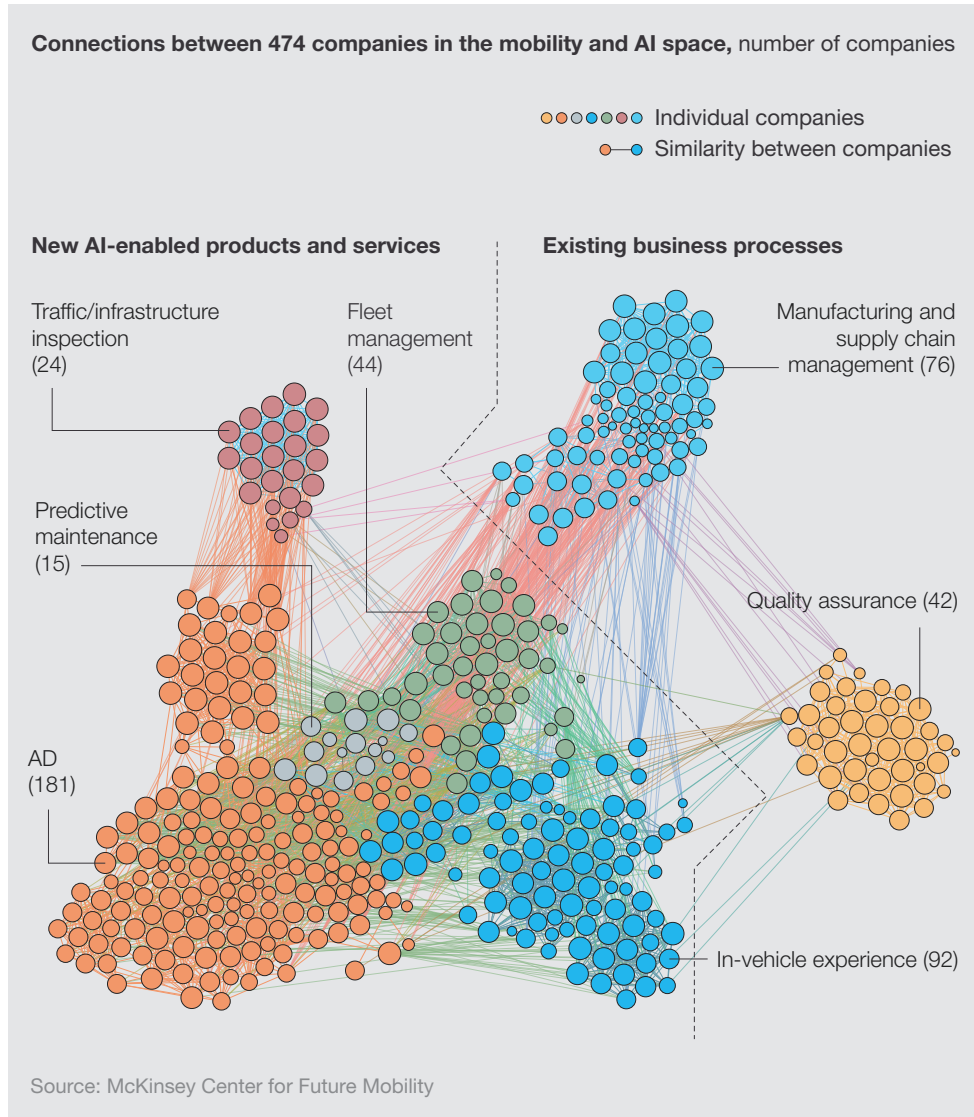 Connections between 474 companies in the mobility and AI space, number of companies
Individual companies
Similarity between companies
New AI-enabled products and services
Existing business processes
Traffic/infrastructure
inspection
(24)
Fleet
management
(44)
Manufacturing and
supply chain
management (76)
Predictive
maintenance
(15)
Quality assurance (42)
AD
(181)
In-vehicle experience (92)
Source: McKinsey Center for Future Mobility